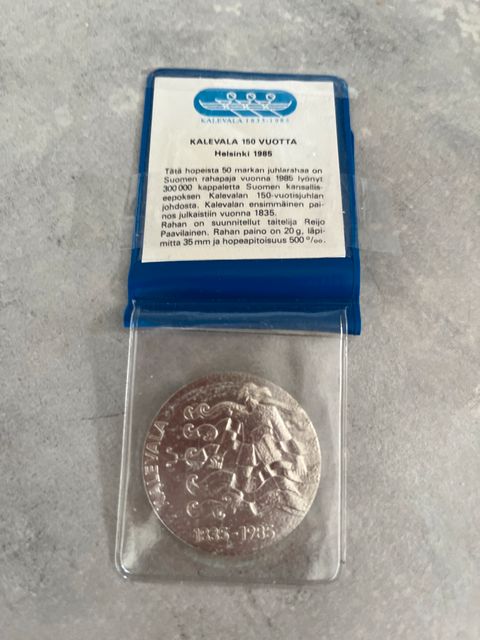 KALEVALA 1835-1985
KALEVALA 150 VUOTTA
Helsinki 1985
Tätä hopeista 50 markan juhlarahaa on
Suomen rahapaja vuonna 1985 lyönyt
300 000 kappaletta Suomen kansallis-
eepoksen Kalevalan 150-vuotisjuhlan
johdosta. Kalevalan ensimmäinen pai-
nos julkaistiin vuonna 1835.
Rahan on suunnitellut taiteilija Reijo
Paavilainen. Rahan paino on 20 g, läpi-
mitta 35 mm ja hopeapitoisuus 500 ⁰/₀₀.
KALEVALA
1835-1985